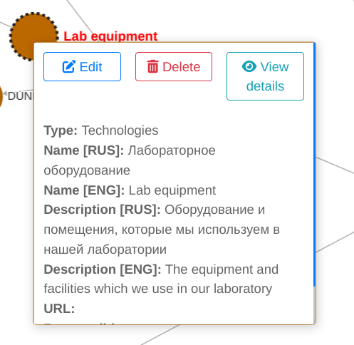 Lab equipment
Edit
Delete
View
details
DUN
Type: Technologies
Name [RUS]: Лабораторное
оборудование
Name [ENG]: Lab equipment
Description [RUS]: Оборудование и
помещения, которые мы используем в
нашей лаборатории
Description [ENG]: The equipment and
facilities which we use in our laboratory
URL: